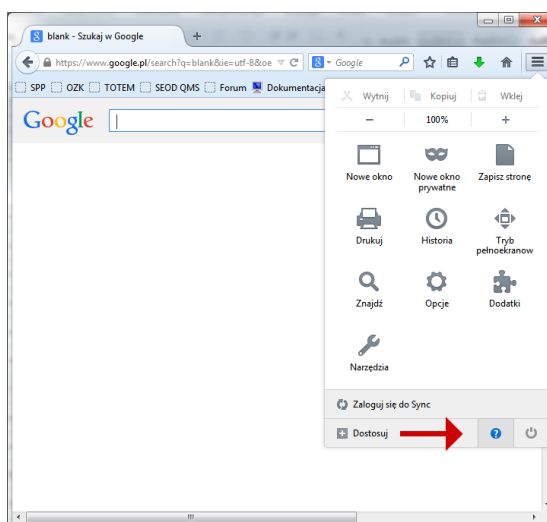 blank - Szukaj w Google
https://www.google.pl/search?q=blank&ie=utf-8&oe
Google
SPP OZK TOTEM SEOD QMS Forum Dokumentacja
Google
Wytnij Kopiuj Wklej
− 100% +
Nowe okno Nowe okno prywatne Zapisz stronę
Drukuj Historia Tryb pełnoekranow
Znajdź Opcje Dodatki
Narzędzia
Zaloguj się do Sync
Dostosuj